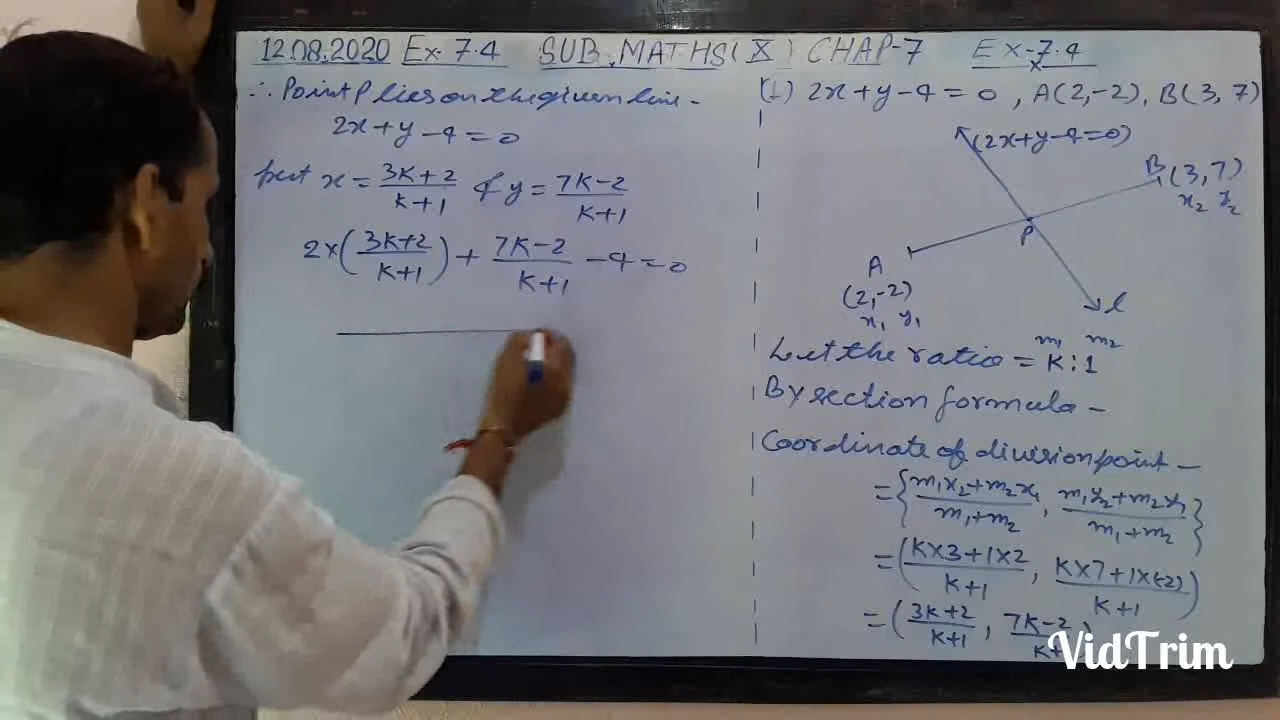 12.08.2020 Ex-7.4 SUB. MATHS (X) CHAP-7 EX-7.4
∴ Point P lies on the given line -
2x+y-4=0
put x = (3K+2)/(K+1) & y = (7K-2)/(K+1)
2×((3K+2)/(K+1)) + (7K-2)/(K+1) -4=0
(1) 2x+y-4=0, A(2,-2), B(3, 7)
(2x+y-4=0)
B(3, 7)
x₂ y₂
P
A
(2,-2)
x₁ y₁
l
m₁ m₂
Let the ratio = K:1
By section formula -
Coordinate of division point -
= {(m₁x₂+m₂x₁)/(m₁+m₂), (m₁y₂+m₂y₁)/(m₁+m₂)}
= ((K×3+1×2)/(K+1), (K×7+1×(-2))/(K+1))
= ((3K+2)/(K+1), (7K-2)/(K+
VidTrim